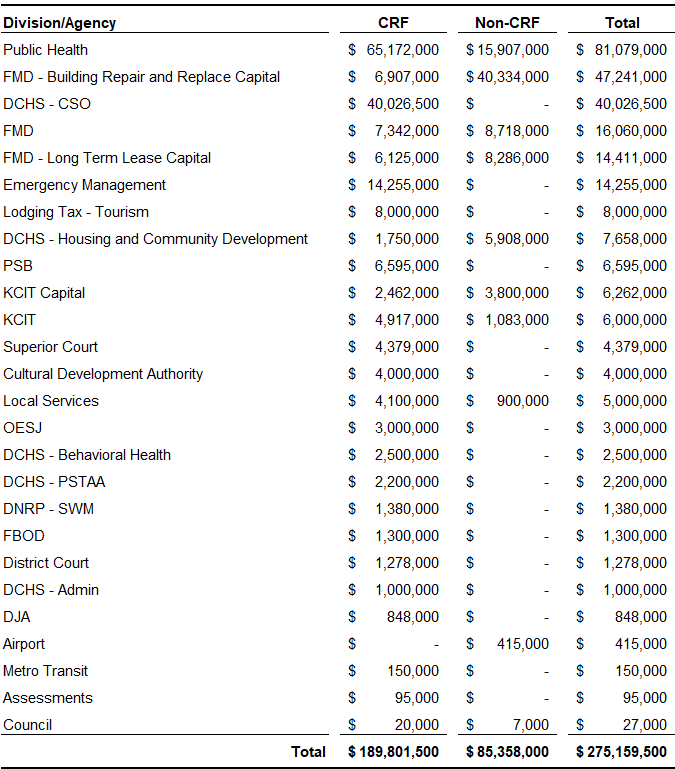 Division/Agency CRF Non-CRF Total
Public Health $ 65,172,000 $ 15,907,000 $ 81,079,000
FMD - Building Repair and Replace Capital $ 6,907,000 $ 40,334,000 $ 47,241,000
DCHS - CSO $ 40,026,500 $ - $ 40,026,500
FMD $ 7,342,000 $ 8,718,000 $ 16,060,000
FMD - Long Term Lease Capital $ 6,125,000 $ 8,286,000 $ 14,411,000
Emergency Management $ 14,255,000 $ - $ 14,255,000
Lodging Tax - Tourism $ 8,000,000 $ - $ 8,000,000
DCHS - Housing and Community Development $ 1,750,000 $ 5,908,000 $ 7,658,000
PSB $ 6,595,000 $ - $ 6,595,000
KCIT Capital $ 2,462,000 $ 3,800,000 $ 6,262,000
KCIT $ 4,917,000 $ 1,083,000 $ 6,000,000
Superior Court $ 4,379,000 $ - $ 4,379,000
Cultural Development Authority $ 4,000,000 $ - $ 4,000,000
Local Services $ 4,100,000 $ 900,000 $ 5,000,000
OESJ $ 3,000,000 $ - $ 3,000,000
DCHS - Behavioral Health $ 2,500,000 $ - $ 2,500,000
DCHS - PSTAA $ 2,200,000 $ - $ 2,200,000
DNRP - SWM $ 1,380,000 $ - $ 1,380,000
FBOD $ 1,300,000 $ - $ 1,300,000
District Court $ 1,278,000 $ - $ 1,278,000
DCHS - Admin $ 1,000,000 $ - $ 1,000,000
DJA $ 848,000 $ - $ 848,000
Airport $ - $ 415,000 $ 415,000
Metro Transit $ 150,000 $ - $ 150,000
Assessments $ 95,000 $ - $ 95,000
Council $ 20,000 $ 7,000 $ 27,000
Total $ 189,801,500 $ 85,358,000 $ 275,159,500